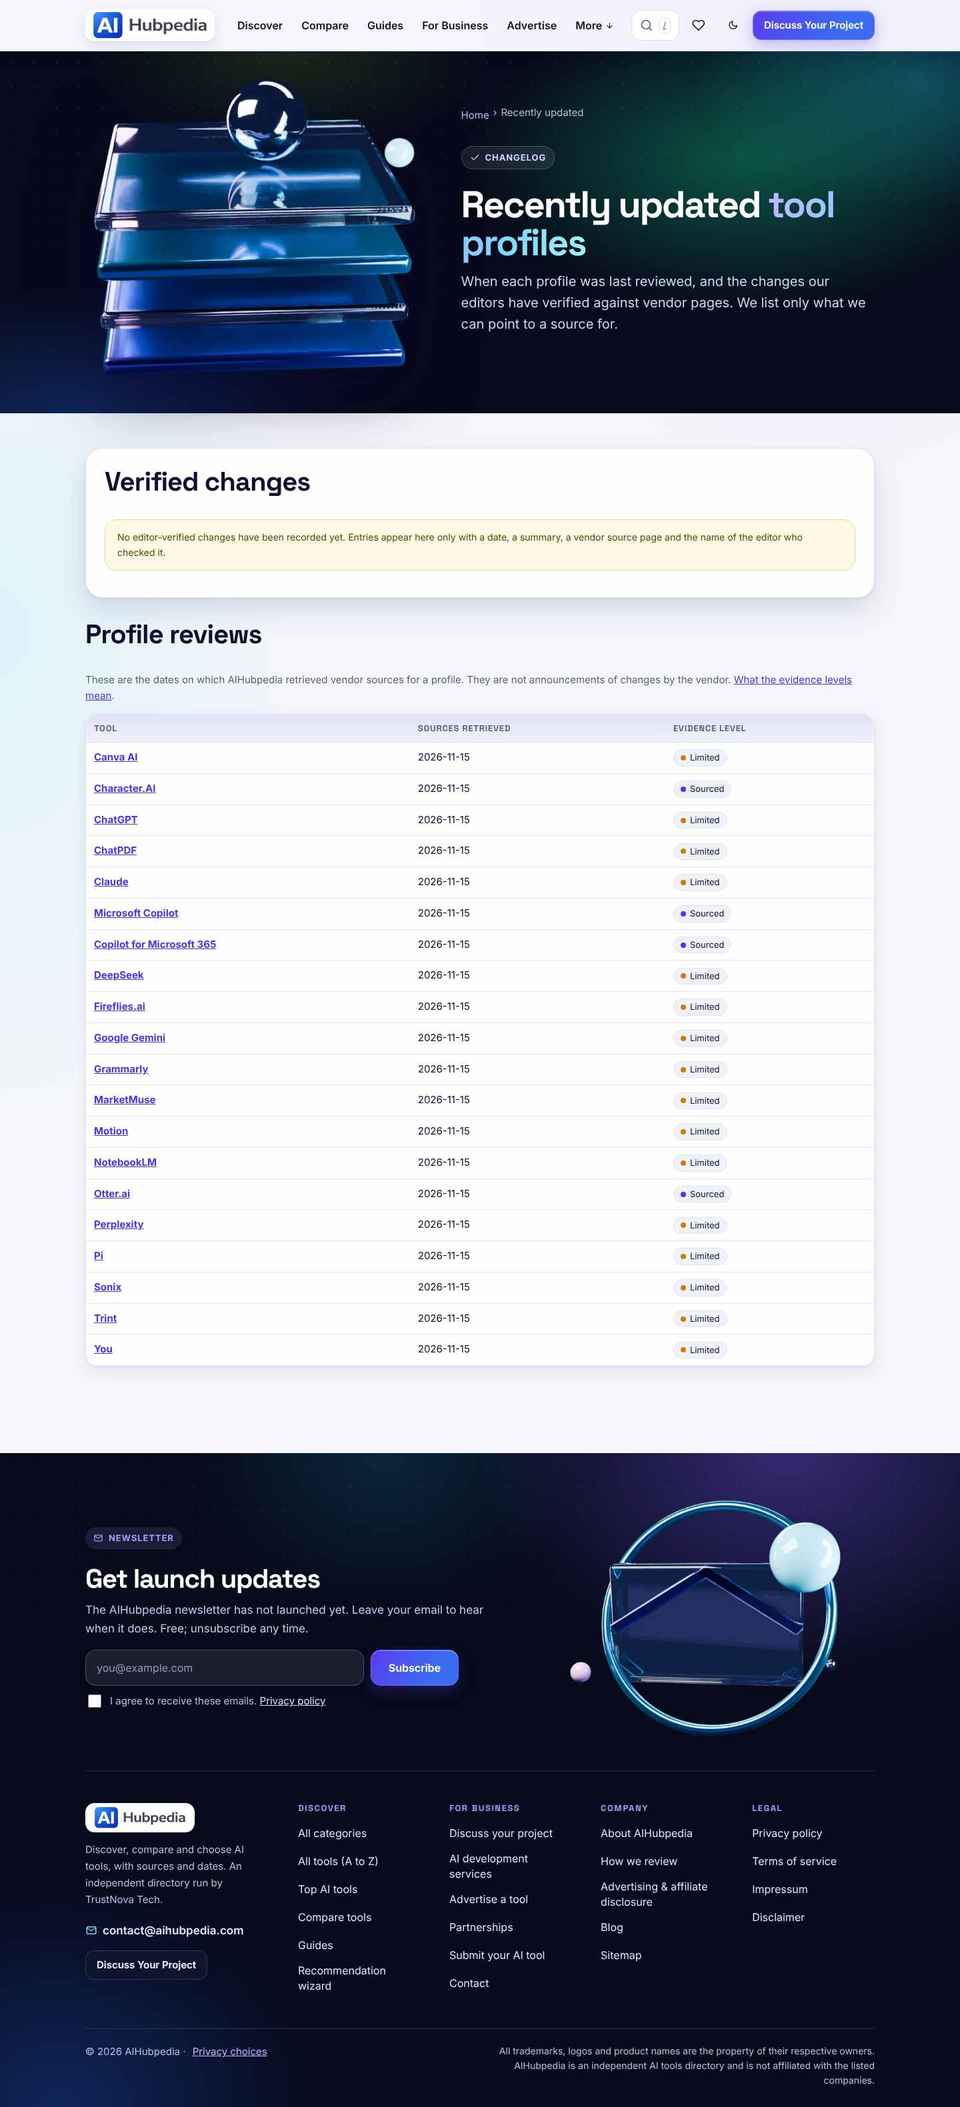 AI Hubpedia
Discover
Compare
Guides
For Business
Advertise
More ↓
/
Discuss Your Project
Home › Recently updated
✓ CHANGELOG
Recently updated tool
profiles
When each profile was last reviewed, and the changes our
editors have verified against vendor pages. We list only what we
can point to a source for.
Verified changes
No editor-verified changes have been recorded yet. Entries appear here only with a date, a summary, a vendor source page and the name of the editor who
checked it.
Profile reviews
These are the dates on which AIHubpedia retrieved vendor sources for a profile. They are not announcements of changes by the vendor. What the evidence levels
mean.
TOOL SOURCES RETRIEVED EVIDENCE LEVEL
Canva AI 2026-11-15 Limited
Character.AI 2026-11-15 Sourced
ChatGPT 2026-11-15 Limited
ChatPDF 2026-11-15 Limited
Claude 2026-11-15 Limited
Microsoft Copilot 2026-11-15 Sourced
Copilot for Microsoft 365 2026-11-15 Sourced
DeepSeek 2026-11-15 Limited
Fireflies.ai 2026-11-15 Limited
Google Gemini 2026-11-15 Limited
Grammarly 2026-11-15 Limited
MarketMuse 2026-11-15 Limited
Motion 2026-11-15 Limited
NotebookLM 2026-11-15 Limited
Otter.ai 2026-11-15 Sourced
Perplexity 2026-11-15 Limited
Pi 2026-11-15 Limited
Sonix 2026-11-15 Limited
Trint 2026-11-15 Limited
You 2026-11-15 Limited
NEWSLETTER
Get launch updates
The AIHubpedia newsletter has not launched yet. Leave your email to hear
when it does. Free; unsubscribe any time.
you@example.com
Subscribe
I agree to receive these emails. Privacy policy
AI Hubpedia
Discover, compare and choose AI
tools, with sources and dates. An
independent directory run by
TrustNova Tech.
contact@aihubpedia.com
Discuss Your Project
DISCOVER
All categories
All tools (A to Z)
Top AI tools
Compare tools
Guides
Recommendation
wizard
FOR BUSINESS
Discuss your project
AI development
services
Advertise a tool
Partnerships
Submit your AI tool
Contact
COMPANY
About AIHubpedia
How we review
Advertising & affiliate
disclosure
Blog
Sitemap
LEGAL
Privacy policy
Terms of service
Impressum
Disclaimer
© 2026 AIHubpedia · Privacy choices
All trademarks, logos and product names are the property of their respective owners.
AIHubpedia is an independent AI tools directory and is not affiliated with the listed
companies.